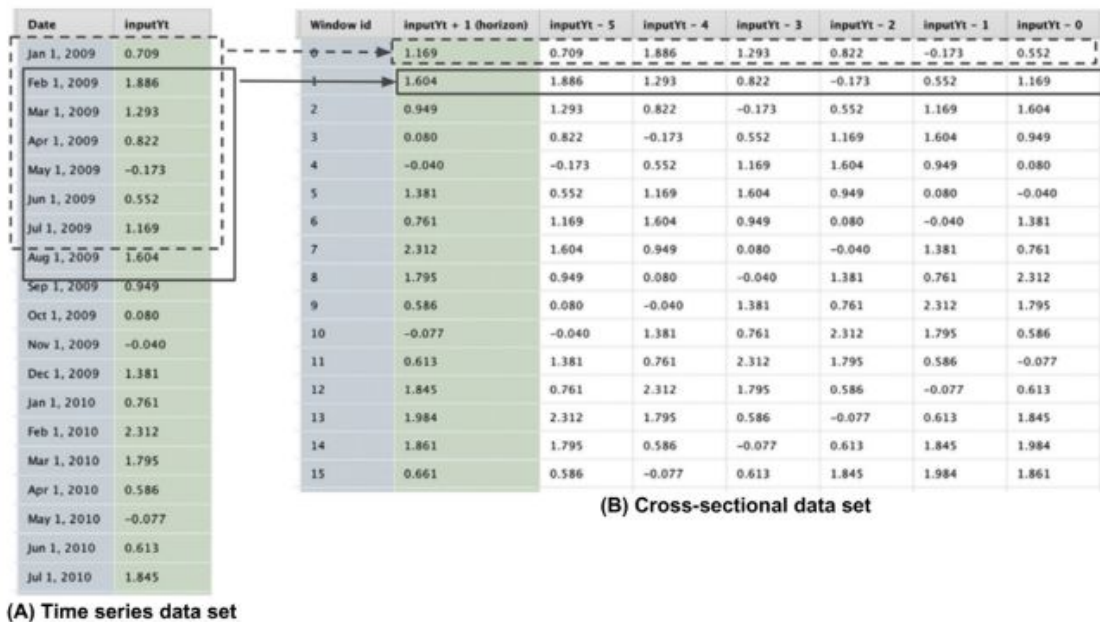 Date inputYt
Jan 1, 2009 0.709
Feb 1, 2009 1.886
Mar 1, 2009 1.293
Apr 1, 2009 0.822
May 1, 2009 -0.173
Jun 1, 2009 0.552
Jul 1, 2009 1.169
Aug 1, 2009 1.604
Sep 1, 2009 0.949
Oct 1, 2009 0.080
Nov 1, 2009 -0.040
Dec 1, 2009 1.381
Jan 1, 2010 0.761
Feb 1, 2010 2.312
Mar 1, 2010 1.795
Apr 1, 2010 0.586
May 1, 2010 -0.077
Jun 1, 2010 0.613
Jul 1, 2010 1.845
(A) Time series data set
Window id inputYt + 1 (horizon) inputYt - 5 inputYt - 4 inputYt - 3 inputYt - 2 inputYt - 1 inputYt - 0
0 1.169 0.709 1.886 1.293 0.822 -0.173 0.552
1 1.604 1.886 1.293 0.822 -0.173 0.552 1.169
2 0.949 1.293 0.822 -0.173 0.552 1.169 1.604
3 0.080 0.822 -0.173 0.552 1.169 1.604 0.949
4 -0.040 -0.173 0.552 1.169 1.604 0.949 0.080
5 1.381 0.552 1.169 1.604 0.949 0.080 -0.040
6 0.761 1.169 1.604 0.949 0.080 -0.040 1.381
7 2.312 1.604 0.949 0.080 -0.040 1.381 0.761
8 1.795 0.949 0.080 -0.040 1.381 0.761 2.312
9 0.586 0.080 -0.040 1.381 0.761 2.312 1.795
10 -0.077 -0.040 1.381 0.761 2.312 1.795 0.586
11 0.613 1.381 0.761 2.312 1.795 0.586 -0.077
12 1.845 0.761 2.312 1.795 0.586 -0.077 0.613
13 1.984 2.312 1.795 0.586 -0.077 0.613 1.845
14 1.861 1.795 0.586 -0.077 0.613 1.845 1.984
15 0.661 0.586 -0.077 0.613 1.845 1.984 1.861
(B) Cross-sectional data set